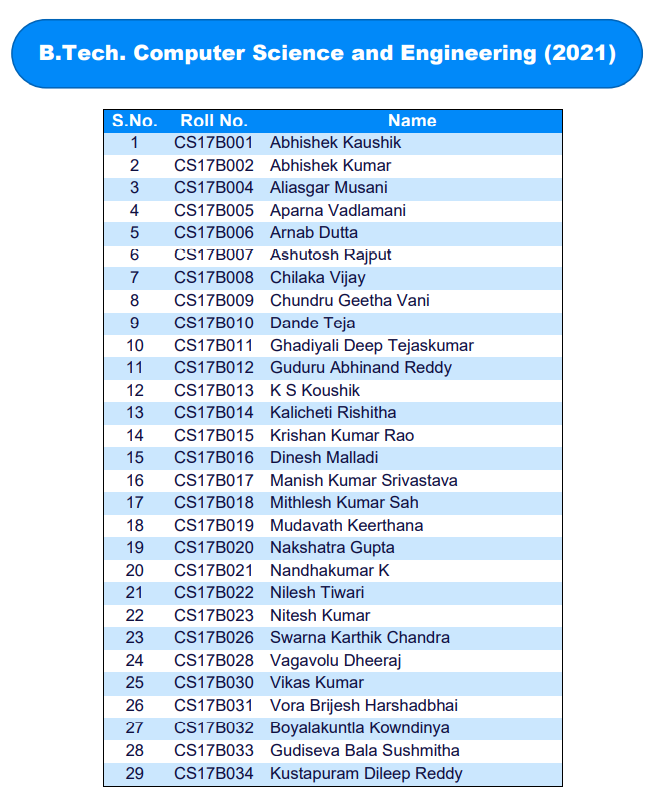 B.Tech. Computer Science and Engineering (2021)
S.No. Roll No. Name
1 CS17B001 Abhishek Kaushik
2 CS17B002 Abhishek Kumar
3 CS17B004 Aliasgar Musani
4 CS17B005 Aparna Vadlamani
5 CS17B006 Arnab Dutta
6 CS17B007 Ashutosh Rajput
7 CS17B008 Chilaka Vijay
8 CS17B009 Chundru Geetha Vani
9 CS17B010 Dande Teja
10 CS17B011 Ghadiyali Deep Tejaskumar
11 CS17B012 Guduru Abhinand Reddy
12 CS17B013 K S Koushik
13 CS17B014 Kalicheti Rishitha
14 CS17B015 Krishan Kumar Rao
15 CS17B016 Dinesh Malladi
16 CS17B017 Manish Kumar Srivastava
17 CS17B018 Mithlesh Kumar Sah
18 CS17B019 Mudavath Keerthana
19 CS17B020 Nakshatra Gupta
20 CS17B021 Nandhakumar K
21 CS17B022 Nilesh Tiwari
22 CS17B023 Nitesh Kumar
23 CS17B026 Swarna Karthik Chandra
24 CS17B028 Vagavolu Dheeraj
25 CS17B030 Vikas Kumar
26 CS17B031 Vora Brijesh Harshadbhai
27 CS17B032 Boyalakuntla Kowndinya
28 CS17B033 Gudiseva Bala Sushmitha
29 CS17B034 Kustapuram Dileep Reddy